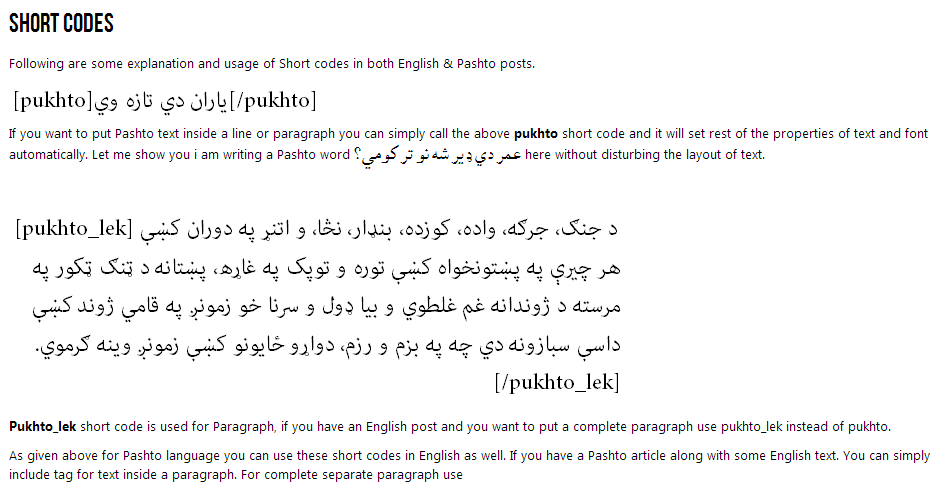 SHORT CODES
Following are some explanation and usage of Short codes in both English & Pashto posts.
[pukhto]ياران دي تازه وي[/pukhto]
If you want to put Pashto text inside a line or paragraph you can simply call the above pukhto short code and it will set rest of the properties of text and font
automatically. Let me show you i am writing a Pashto word عمر دي ډير شه نو تر كومي؟ here without disturbing the layout of text.
[pukhto_lek] د جنګ، جرګه، واده، کوزده، بنډار، نڅا، و اتنړ په دوران کښې
هر چيرې په پښتونخواه کښې توره و توپک په غاړه، پښتانه د ټنګ ټکور په
مرسته د ژوندانه غم غلطوي و بيا ډول و سرنا خو زمونږ په قامي ژوند کښې
داسې سبازونه دي چه په بزم و رزم، دواړو ځايونو کښې زمونږ وينه ګرموي.
[/pukhto_lek]
Pukhto_lek short code is used for Paragraph, if you have an English post and you want to put a complete paragraph use pukhto_lek instead of pukhto.
As given above for Pashto language you can use these short codes in English as well. If you have a Pashto article along with some English text. You can simply
include tag for text inside a paragraph. For complete separate paragraph use